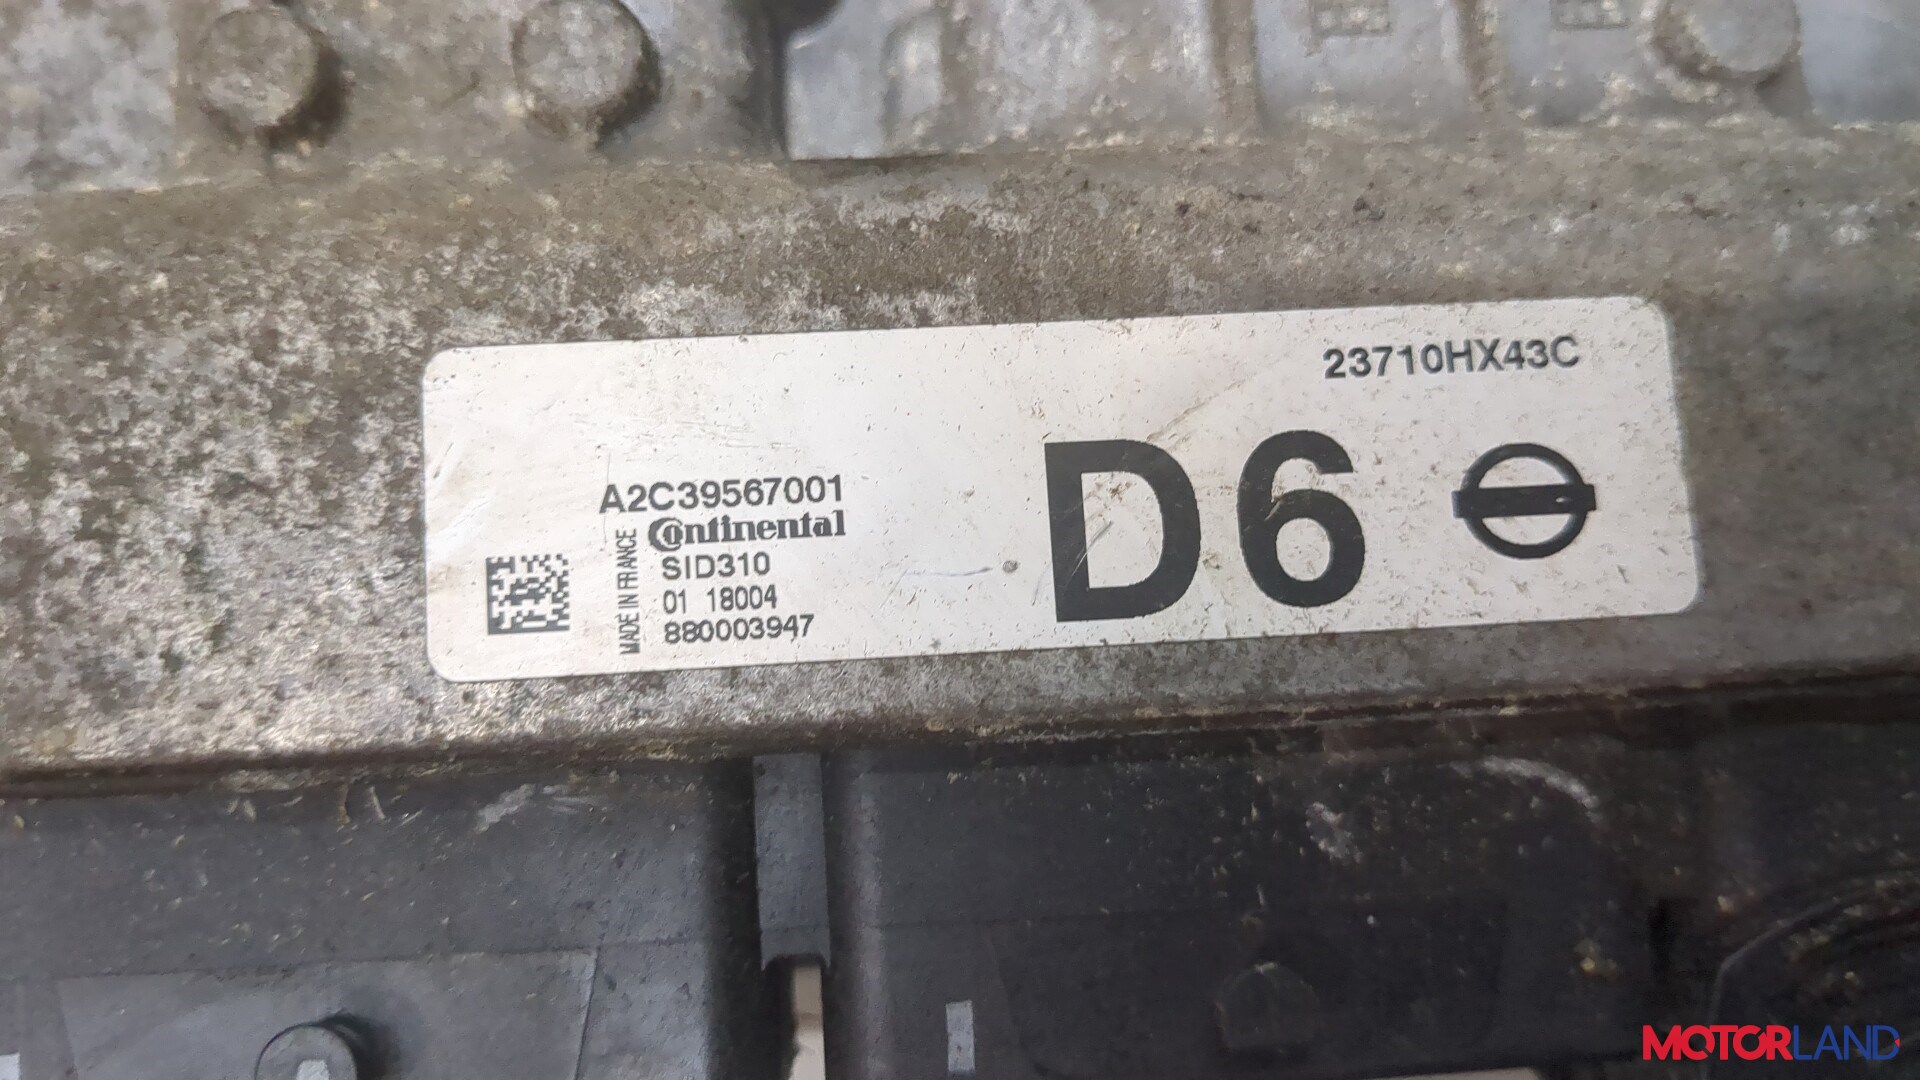 23710HX43C
A2C39567001
Continental
SID310
01 18004
880003947
MADE IN FRANCE
D6
MOTORLAND